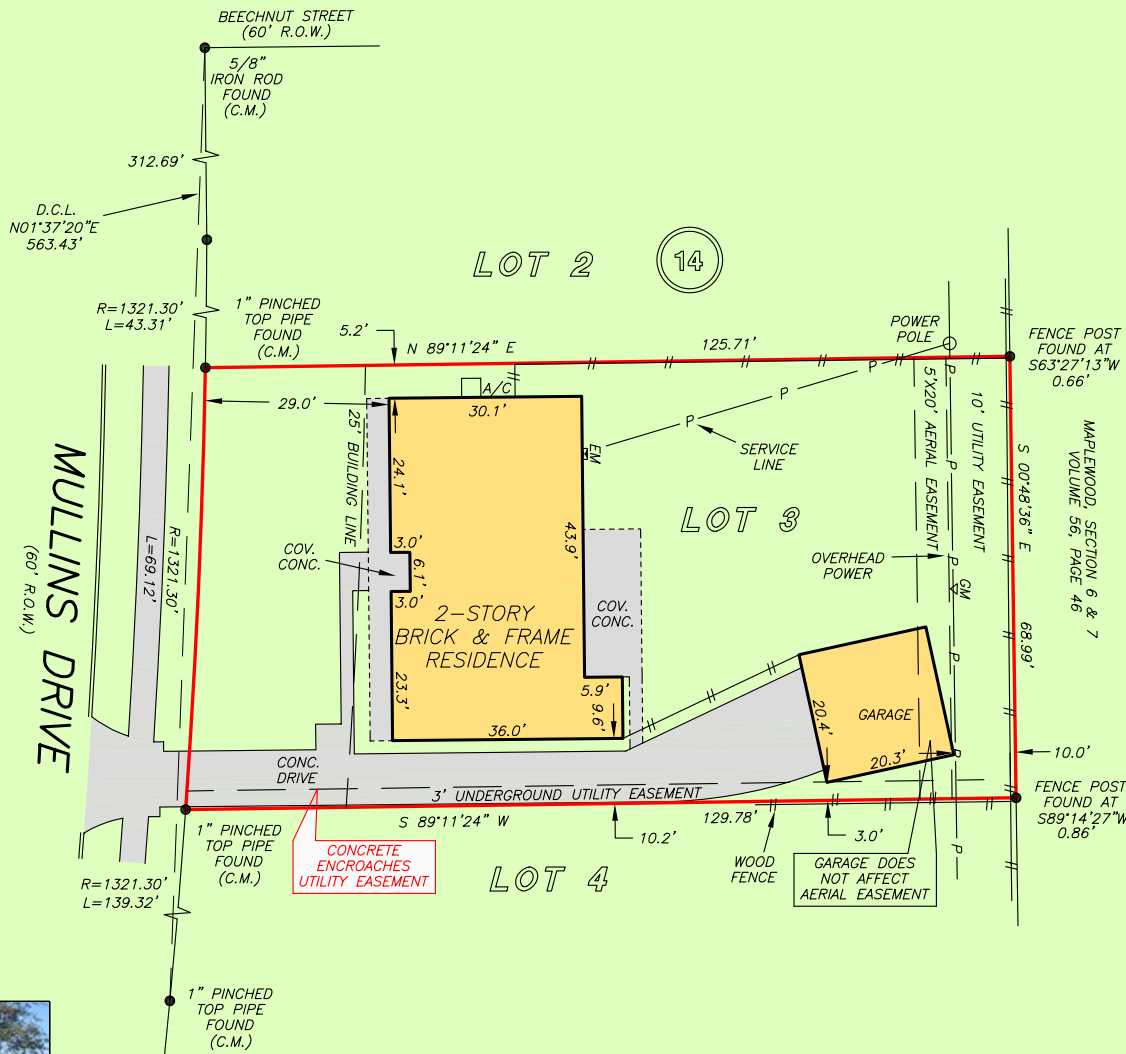 BEECHNUT STREET
(60' R.O.W.)
5/8"
IRON ROD
FOUND
(C.M.)
312.69'
D.C.L.
N01°37'20"E
563.43'
LOT 2
14
R=1321.30'
L=43.31'
1" PINCHED
TOP PIPE
FOUND
(C.M.)
5.2'
N 89°11'24" E
125.71'
POWER
POLE
FENCE POST
FOUND AT
S63°27'13"W
0.66'
29.0'
A/C
30.1'
25' BUILDING LINE
24.1'
EM
P
P
P
SERVICE
LINE
5'X20' AERIAL EASEMENT
10' UTILITY EASEMENT
P
P
P
P
P
P
S 00°48'36" E
68.99'
MAPLEWOOD, SECTION 6 & 7
VOLUME 56, PAGE 46
LOT 3
MULLINS DRIVE
(60' R.O.W.)
R=1321.30'
L=69.12'
COV.
CONC.
3.0'
6.1'
3.0'
43.9'
OVERHEAD
POWER
GM
2-STORY
BRICK & FRAME
RESIDENCE
COV.
CONC.
23.3'
5.9'
9.6'
36.0'
20.4'
GARAGE
20.3'
10.0'
CONC.
DRIVE
3' UNDERGROUND UTILITY EASEMENT
S 89°11'24" W
129.78'
10.2'
3.0'
FENCE POST
FOUND AT
S89°14'27"W
0.86'
1" PINCHED
TOP PIPE
FOUND
(C.M.)
CONCRETE
ENCROACHES
UTILITY EASEMENT
WOOD
FENCE
GARAGE DOES
NOT AFFECT
AERIAL EASEMENT
R=1321.30'
L=139.32'
LOT 4
1" PINCHED
TOP PIPE
FOUND
(C.M.)